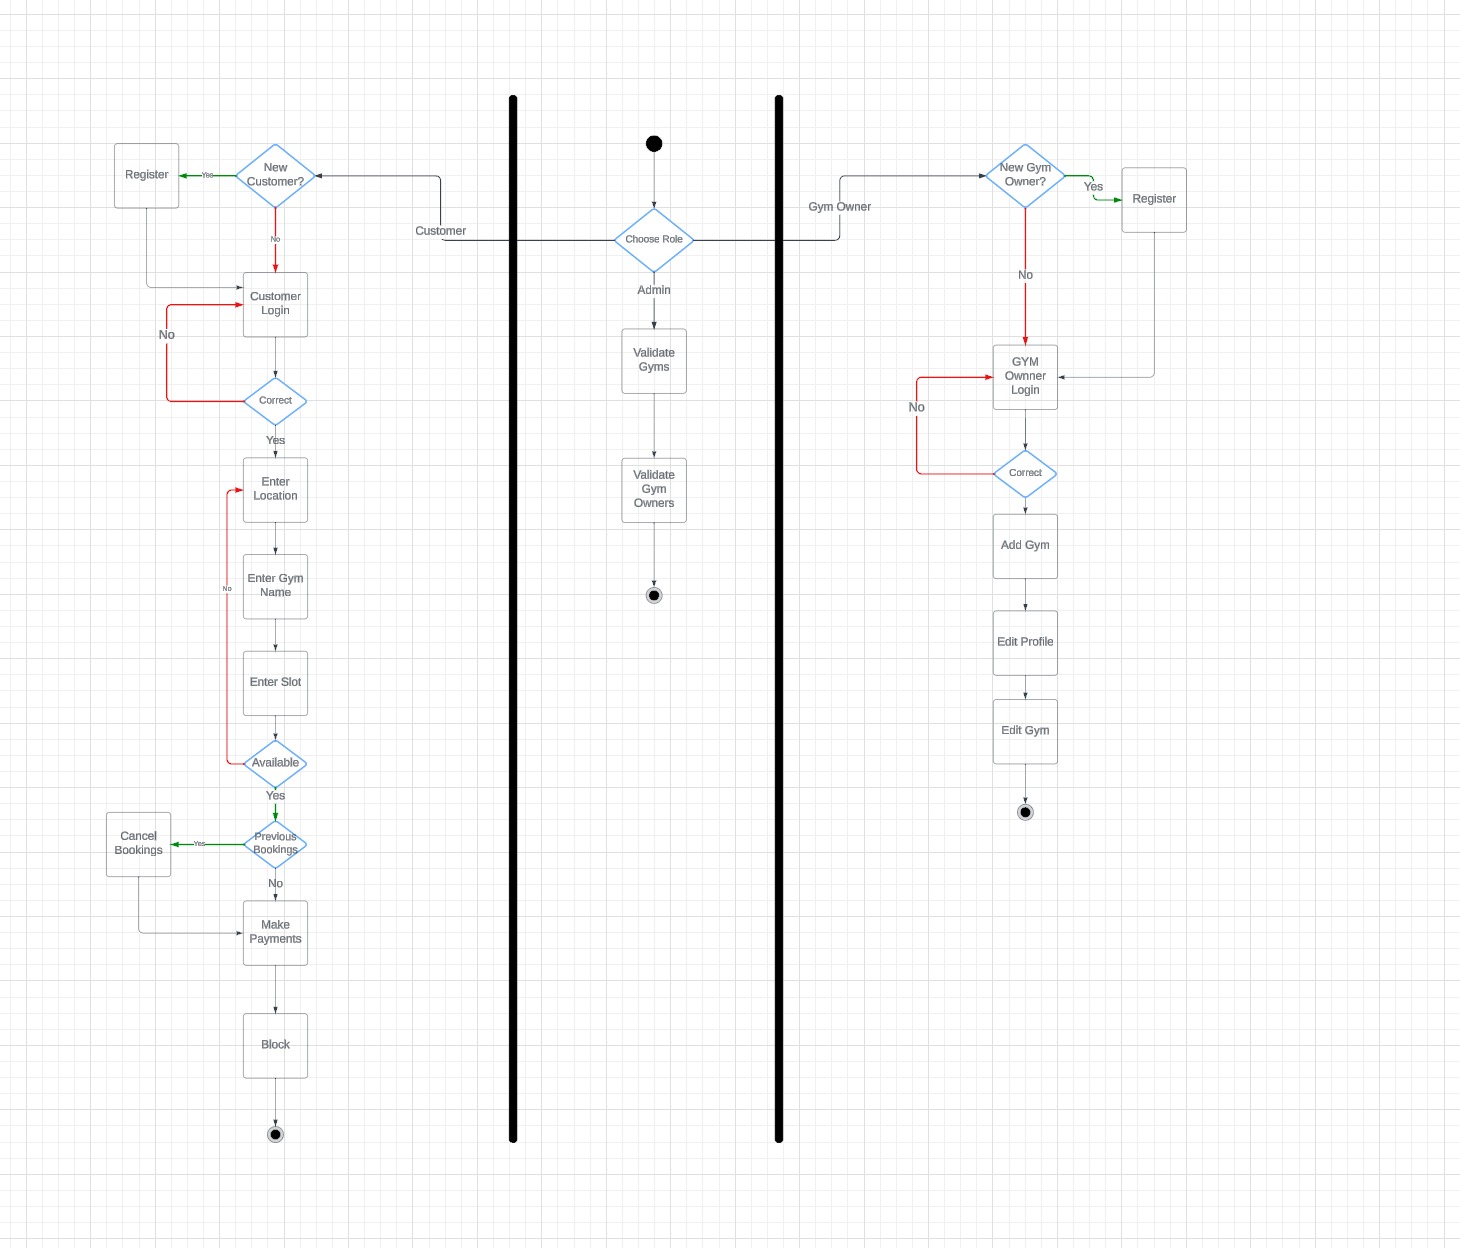 New
Customer?
Yes
Register
No
Customer
Login
No
Correct
Yes
Enter
Location
Enter Gym
Name
No
Enter Slot
Available
Yes
Previous
Bookings
Yes
Cancel
Bookings
No
Make
Payments
Block
Customer
Choose Role
Admin
Validate
Gyms
Validate
Gym
Owners
Gym Owner
New Gym
Owner?
Yes
Register
No
GYM
Ownner
Login
No
Correct
Add Gym
Edit Profile
Edit Gym